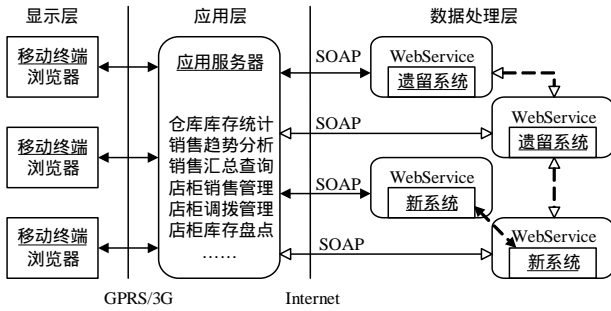 显示层
应用层
数据处理层
移动终端
浏览器
移动终端
浏览器
移动终端
浏览器
应用服务器
仓库库存统计
销售趋势分析
销售汇总查询
店柜销售管理
店柜调拨管理
店柜库存盘点
……
SOAP
SOAP
SOAP
SOAP
WebService
遗留系统
WebService
遗留系统
WebService
新系统
WebService
新系统
GPRS/3G
Internet